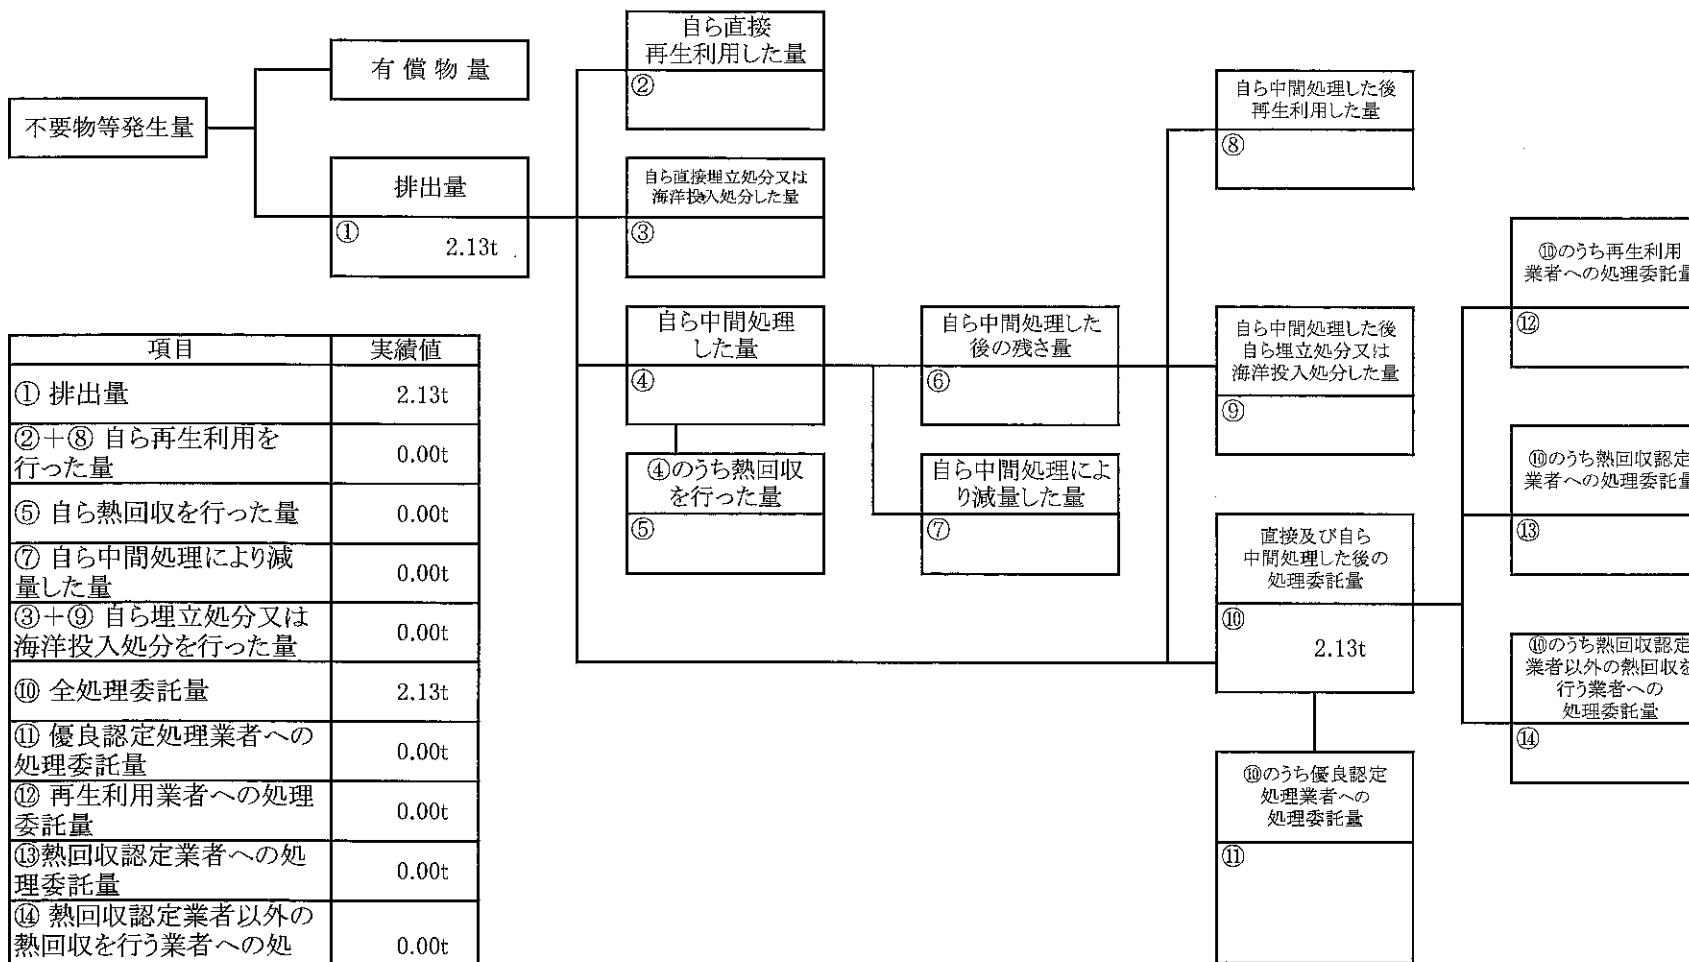 不要物等発生量
有償物量
排出量
①
2.13t
自ら直接
再生利用した量
②
自ら直接埋立処分又は
海洋投入処分した量
③
自ら中間処理
した量
④
④のうち熱回収
を行った量
⑤
自ら中間処理した
後の残さ量
⑥
自ら中間処理によ
り減量した量
⑦
自ら中間処理した後
再生利用した量
⑧
自ら中間処理した後
自ら埋立処分又は
海洋投入処分した量
⑨
直接及び自ら
中間処理した後の
処理委託量
⑩
2.13t
⑩のうち優良認定
処理業者への
処理委託量
⑪
⑩のうち再生利用
業者への処理委託量
⑫
⑩のうち熱回収認定
業者への処理委託量
⑬
⑩のうち熱回収認定
業者以外の熱回収を
行う業者への
処理委託量
⑭
項目 実績値
① 排出量 2.13t
②+⑧ 自ら再生利用を
行った量 0.00t
⑤ 自ら熱回収を行った量 0.00t
⑦ 自ら中間処理により減
量した量 0.00t
③+⑨ 自ら埋立処分又は
海洋投入処分を行った量 0.00t
⑩ 全処理委託量 2.13t
⑪ 優良認定処理業者への
処理委託量 0.00t
⑫ 再生利用業者への処理
委託量 0.00t
⑬熱回収認定業者への処
理委託量 0.00t
⑭ 熱回収認定業者以外の
熱回収を行う業者への処 0.00t